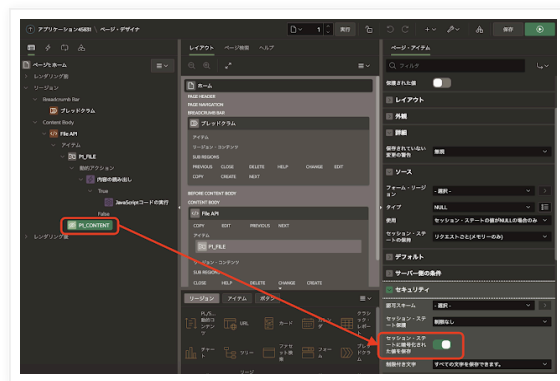 アプリケーション45831 \ ページ・デザイナ
1
実行
保存
レイアウト ページ検索 ヘルプ
ページ・アイテム
フィルタ
ページ1: ホーム
レンダリング前
リージョン
Breadcrumb Bar
ブレッドクラム
Content Body
File API
アイテム
P1_FILE
動的アクション
内容の読み出し
True
JavaScriptコードの実行
False
P1_CONTENT
レンダリング後
ホーム
PAGE HEADER
PAGE NAVIGATION
BREADCRUMB BAR
ブレッドクラム
アイテム
リージョン・コンテンツ
SUB REGIONS
PREVIOUS CLOSE DELETE HELP CHANGE EDIT
COPY CREATE NEXT
BEFORE CONTENT BODY
CONTENT BODY
File API
COPY EDIT PREVIOUS NEXT
アイテム
P1_FILE
リージョン・コンテンツ
SUB REGIONS
CLOSE HELP DELETE CHANGE CREATE
リージョン アイテム ボタン
URL
カード
チャート
ツリー
保護された値
レイアウト
外観
詳細
保存されていない変更の警告
無視
ソース
フォーム・リージョン
- 選択 -
タイプ
NULL
使用
セッション・ステートの値がNULLの場合のみ
セッション・ステートの保持
リクエストごと(メモリーのみ)
デフォルト
サーバー側の条件
セキュリティ
認可スキーム
- 選択 -
セッション・ステート保護
制限なし
セッション・ステートに暗号化された値を保存
制限付き文字
すべての文字を保存できます。